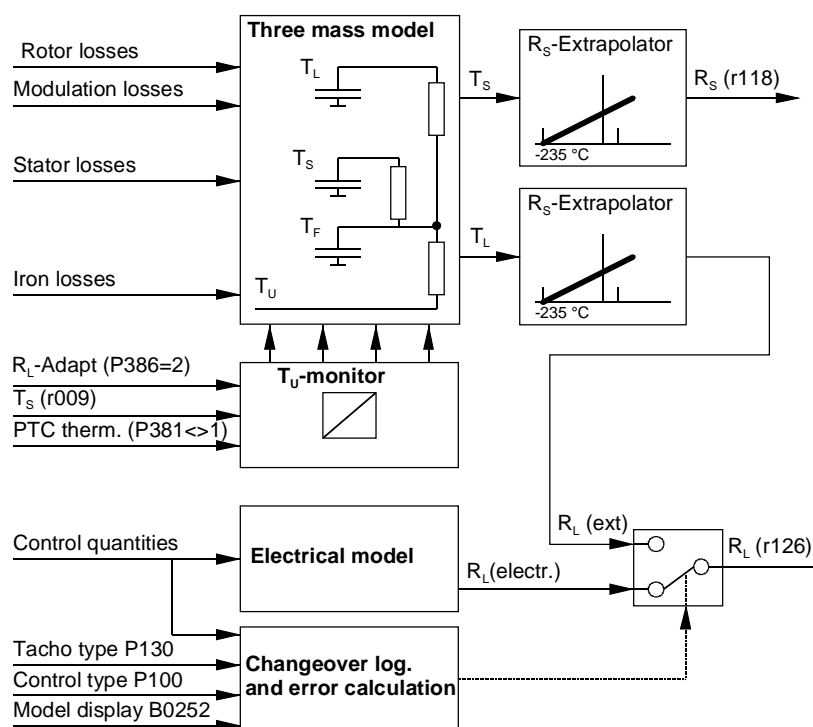 Three mass model
Rotor losses
Modulation losses
Stator losses
Iron losses
T_L
T_S
T_F
T_U
T_S
R_S-Extrapolator
-235 °C
R_S (r118)
T_L
R_S-Extrapolator
-235 °C
R_L-Adapt (P386=2)
T_S (r009)
PTC therm. (P381<>1)
T_U-monitor
Control quantities
Electrical model
R_L(electr.)
R_L (ext)
R_L (r126)
Tacho type P130
Control type P100
Model display B0252
Changeover log.
and error calculation